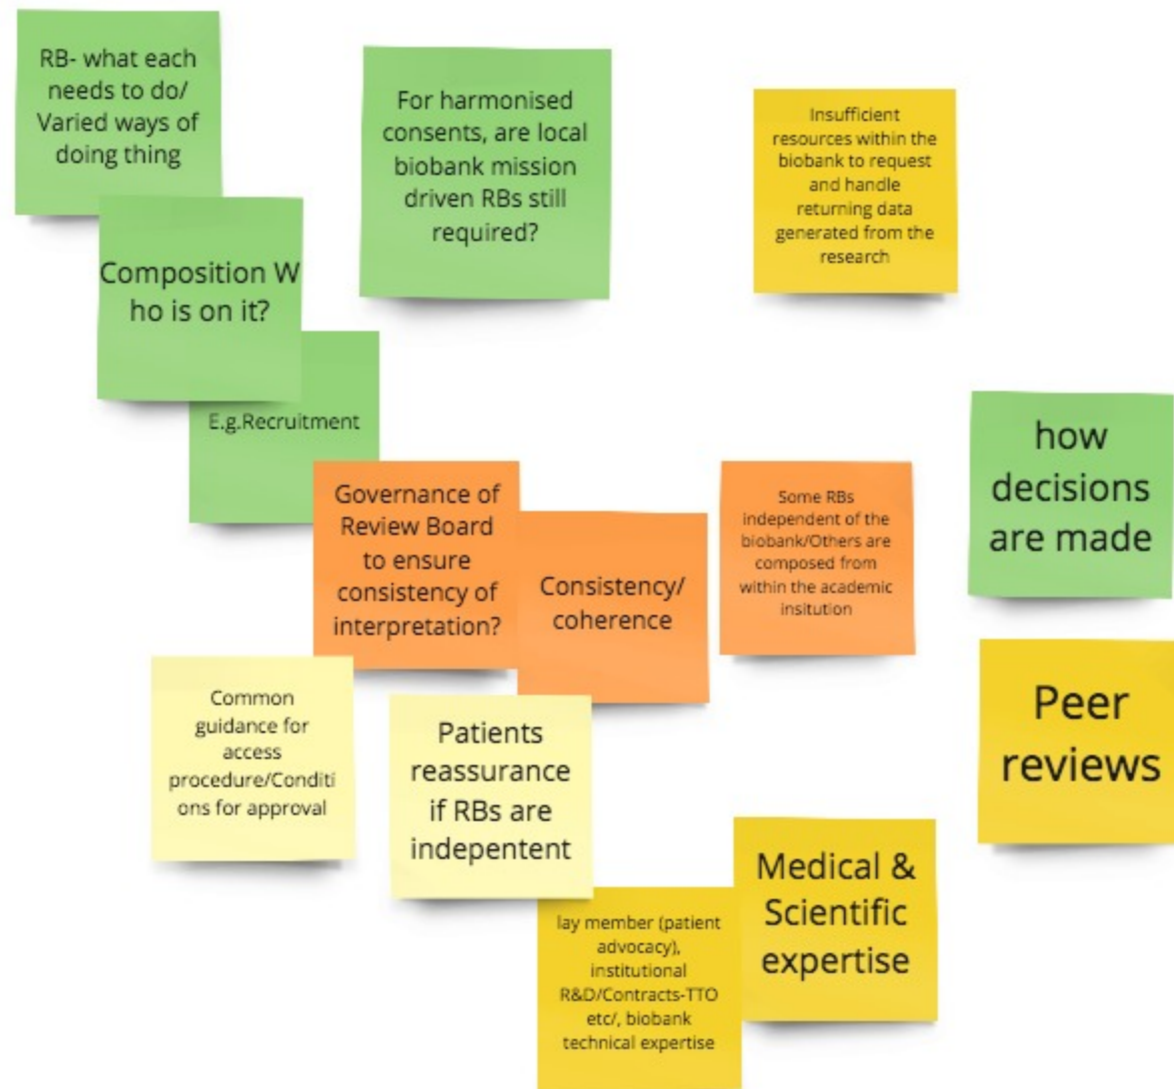 RB- what each
needs to do/
Varied ways of
doing thing
For harmonised
consents, are local
biobank mission
driven RBs still
required?
Insufficient
resources within the
biobank to request
and handle
returning data
generated from the
research
Composition W
ho is on it?
E.g.Recruitment
Governance of
Review Board
to ensure
consistency of
interpretation?
Consistency/
coherence
Some RBs
independent of the
biobank/Others are
composed from
within the academic
insitution
how
decisions
are made
Common
guidance for
access
procedure/Conditi
ons for approval
Patients
reassurance
if RBs are
indepentent
Peer
reviews
lay member (patient
advocacy),
institutional
R&D/Contracts-TTO
etc/, biobank
technical expertise
Medical &
Scientific
expertise